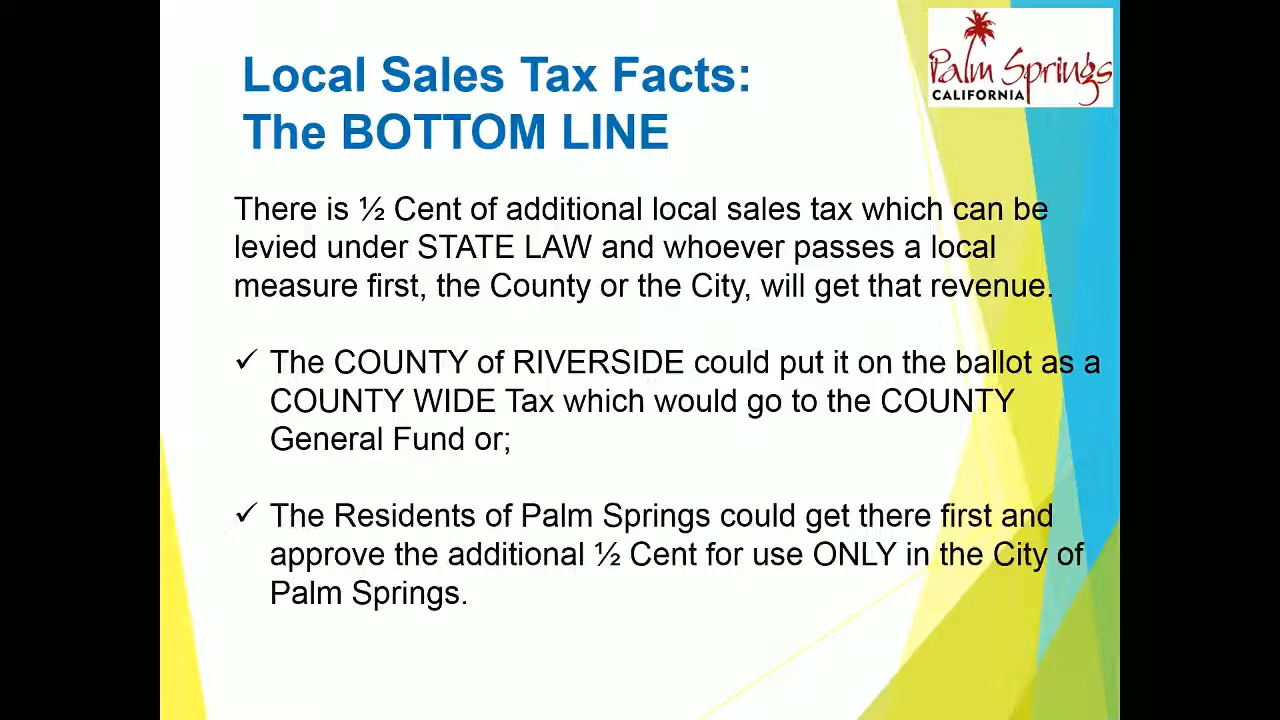 Palm Springs
CALIFORNIA
Local Sales Tax Facts:
The BOTTOM LINE
There is ½ Cent of additional local sales tax which can be
levied under STATE LAW and whoever passes a local
measure first, the County or the City, will get that revenue.
✓ The COUNTY of RIVERSIDE could put it on the ballot as a
COUNTY WIDE Tax which would go to the COUNTY
General Fund or;
✓ The Residents of Palm Springs could get there first and
approve the additional ½ Cent for use ONLY in the City of
Palm Springs.